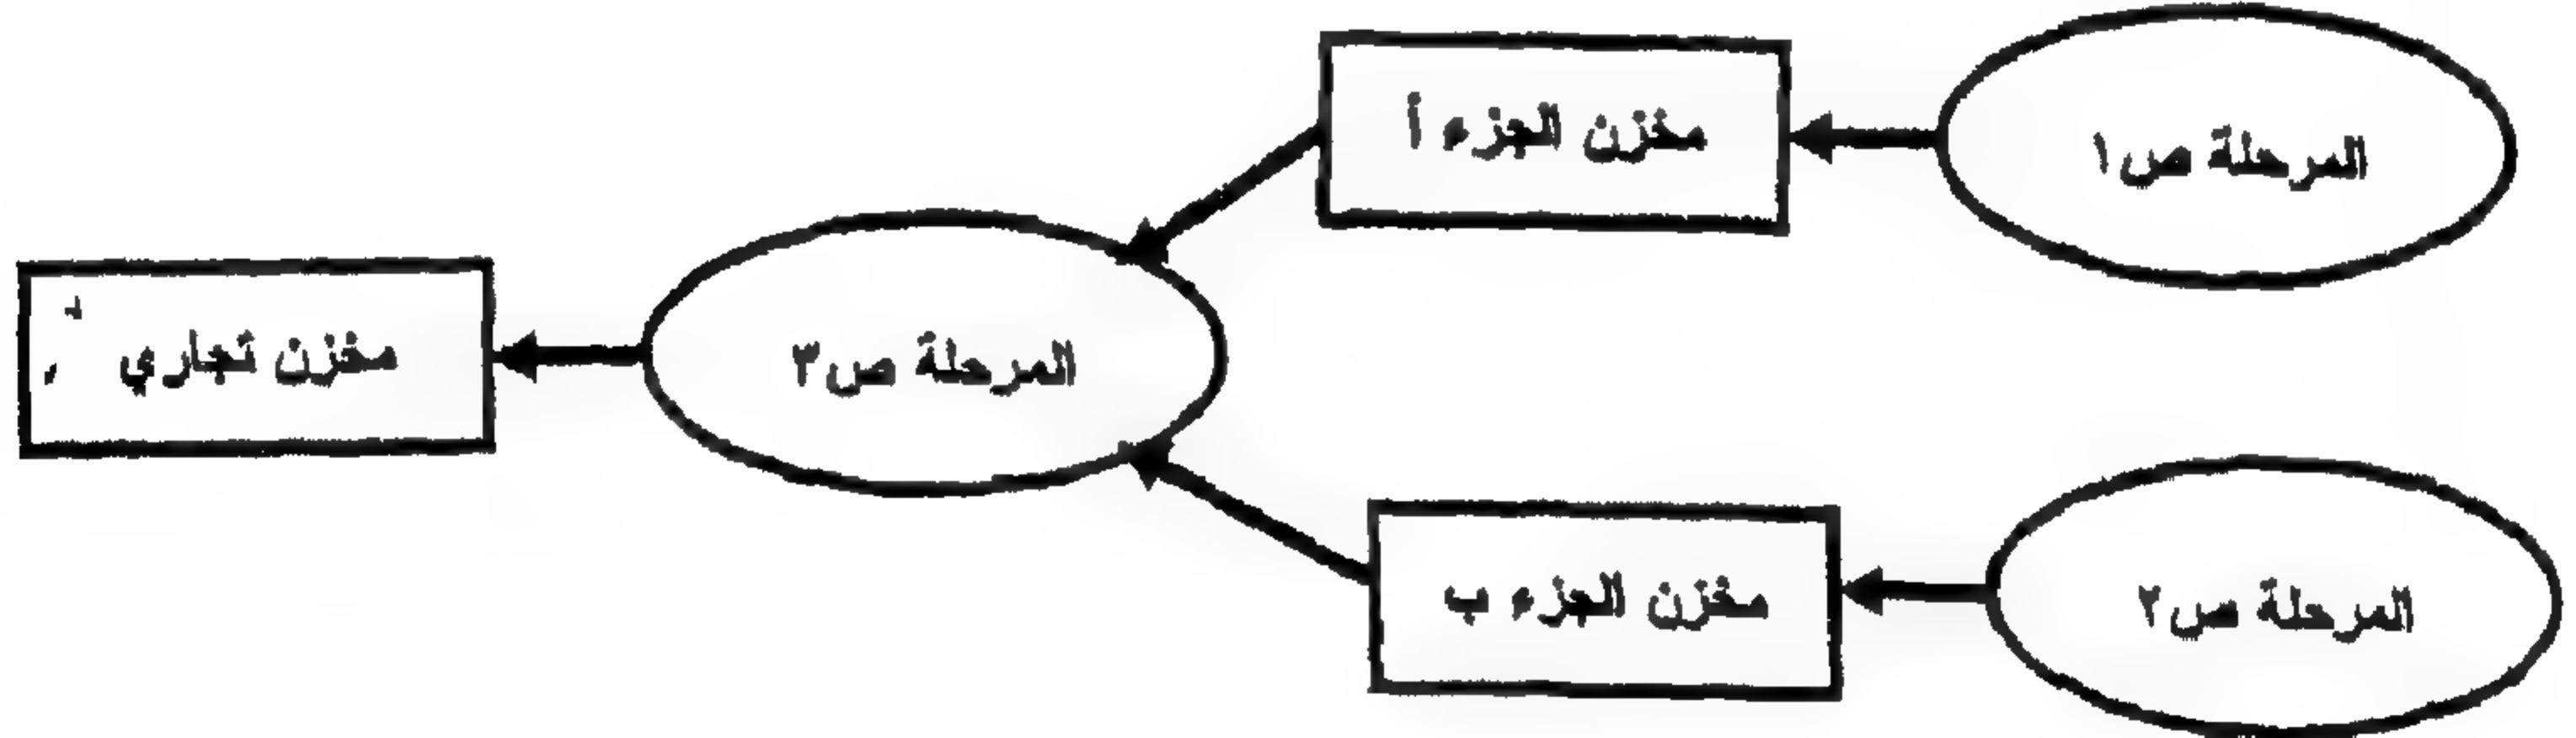 المرحلة ص١
مخزن الجزء أ
المرحلة ص٣
مخزن تجاري
المرحلة ص٢
مخزن الجزء ب